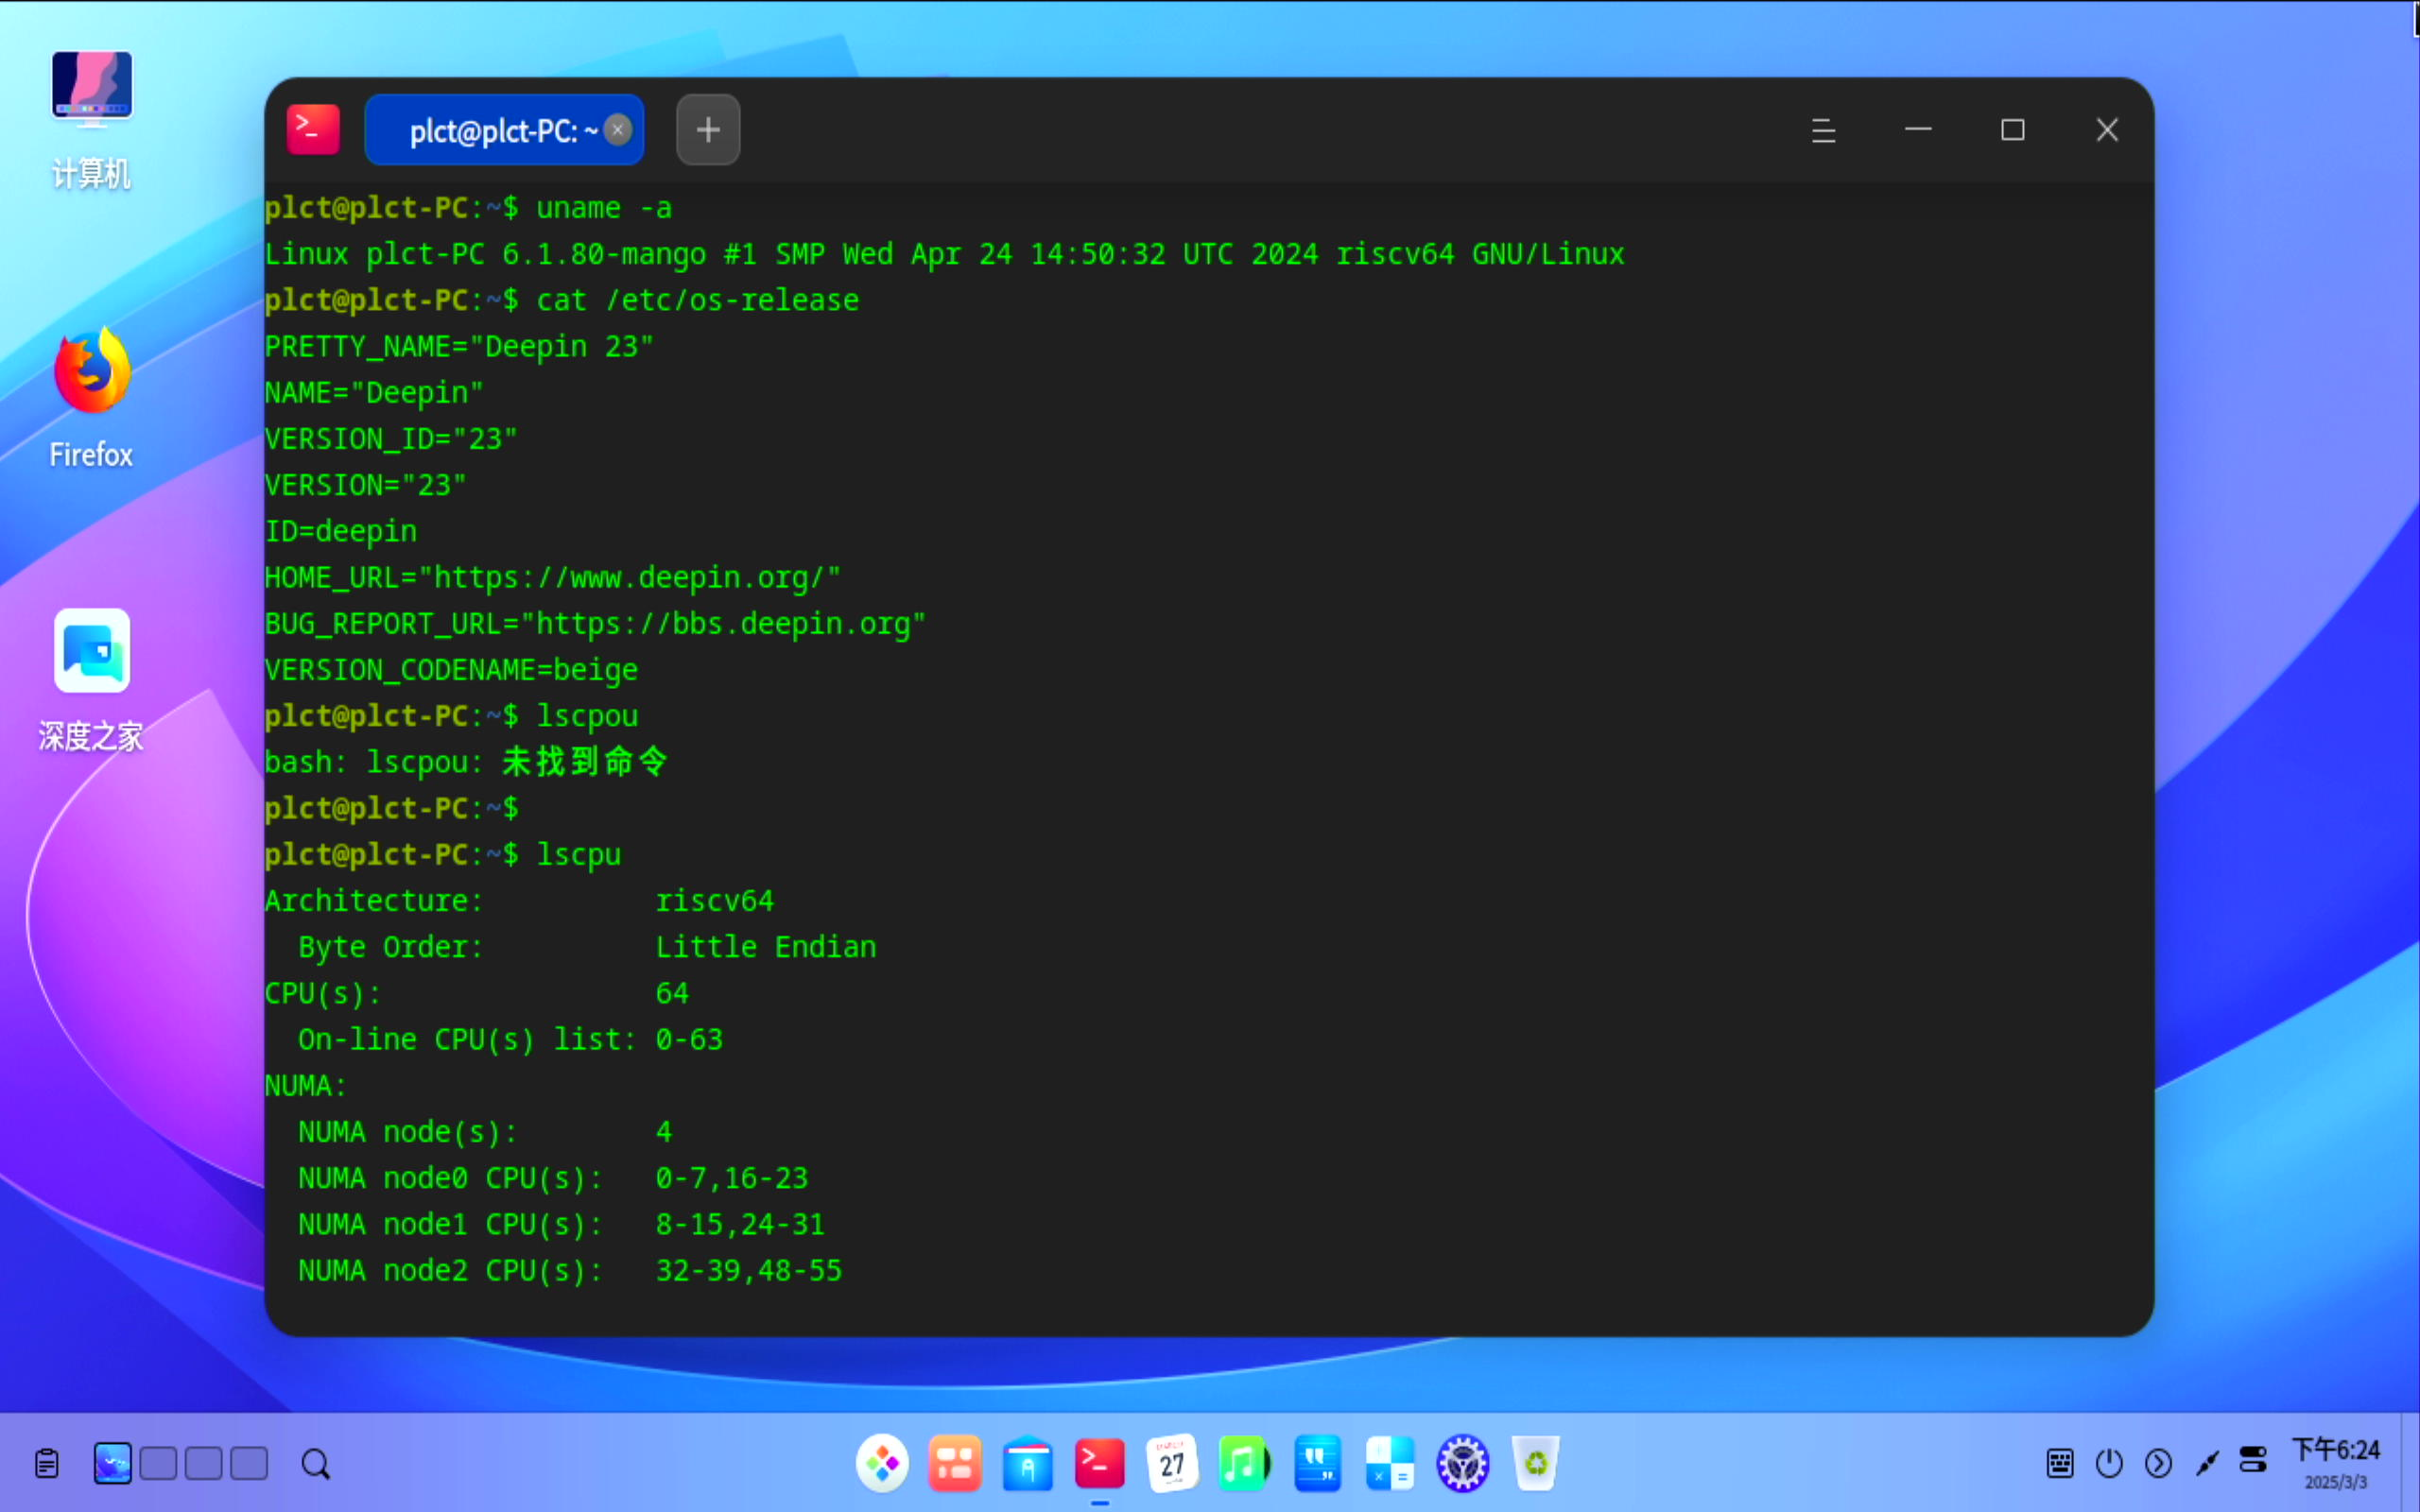 计算机
Firefox
深度之家
plct@plct-PC: ~
plct@plct-PC:~$ uname -a
Linux plct-PC 6.1.80-mango #1 SMP Wed Apr 24 14:50:32 UTC 2024 riscv64 GNU/Linux
plct@plct-PC:~$ cat /etc/os-release
PRETTY_NAME="Deepin 23"
NAME="Deepin"
VERSION_ID="23"
VERSION="23"
ID=deepin
HOME_URL="https://www.deepin.org/"
BUG_REPORT_URL="https://bbs.deepin.org"
VERSION_CODENAME=beige
plct@plct-PC:~$ lscpou
bash: lscpou: 未找到命令
plct@plct-PC:~$
plct@plct-PC:~$ lscpu
Architecture: riscv64
Byte Order: Little Endian
CPU(s): 64
On-line CPU(s) list: 0-63
NUMA:
NUMA node(s): 4
NUMA node0 CPU(s): 0-7,16-23
NUMA node1 CPU(s): 8-15,24-31
NUMA node2 CPU(s): 32-39,48-55
27
下午6:24
2025/3/3